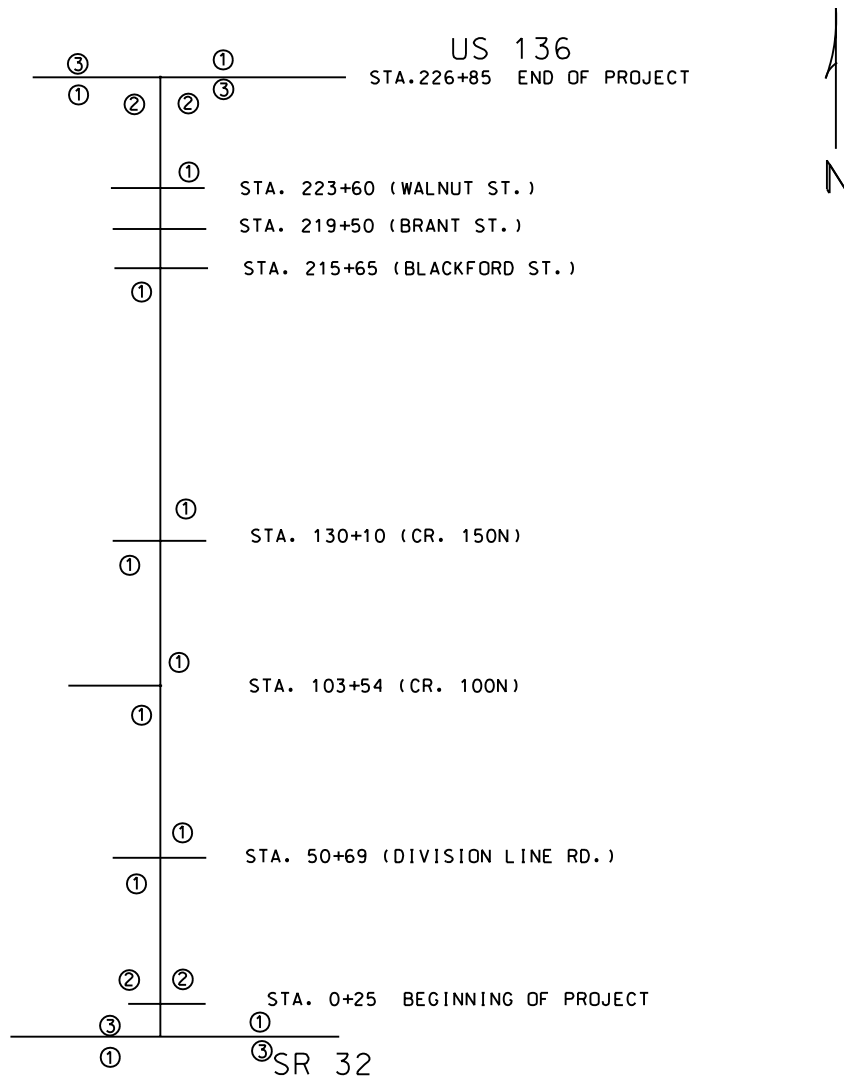 US 136
③ ①
STA.226+85 END OF PROJECT
① ② ② ③
①
STA. 223+60 (WALNUT ST.)
N
STA. 219+50 (BRANT ST.)
STA. 215+65 (BLACKFORD ST.)
①
①
STA. 130+10 (CR. 150N)
①
①
STA. 103+54 (CR. 100N)
①
①
STA. 50+69 (DIVISION LINE RD.)
①
② ②
STA. 0+25 BEGINNING OF PROJECT
③ ①
① ③
SR 32